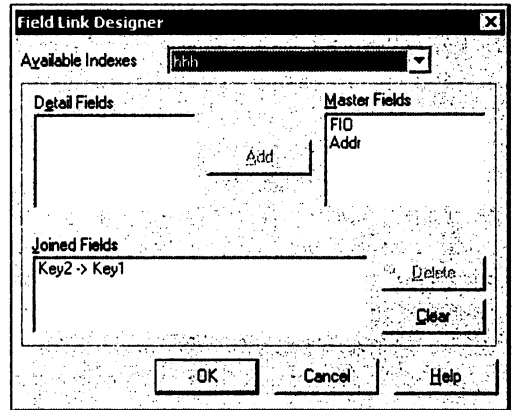 Field Link Designer
Available Indexes hhh
Detail Fields
Master Fields
FIO
Addr
Add
Joined Fields
Key2 -> Key1
Delete
Clear
OK Cancel Help